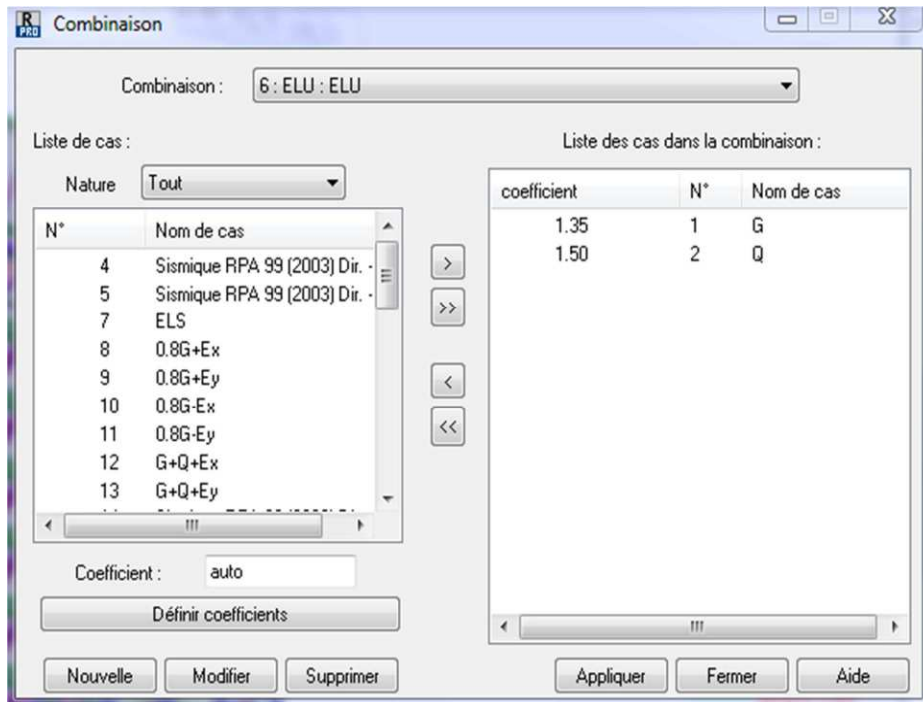 R PRO Combinaison
Combinaison : 6 : ELU : ELU
Liste de cas :
Nature Tout
N° Nom de cas
4 Sismique RPA 99 (2003) Dir. -
5 Sismique RPA 99 (2003) Dir. -
7 ELS
8 0.8G+Ex
9 0.8G+Ey
10 0.8G-Ex
11 0.8G-Ey
12 G+Q+Ex
13 G+Q+Ey
> 
>>
<
<<
Coefficient : auto
Définir coefficients
Nouvelle Modifier Supprimer
Liste des cas dans la combinaison :
coefficient N° Nom de cas
1.35 1 G
1.50 2 Q
Appliquer Fermer Aide